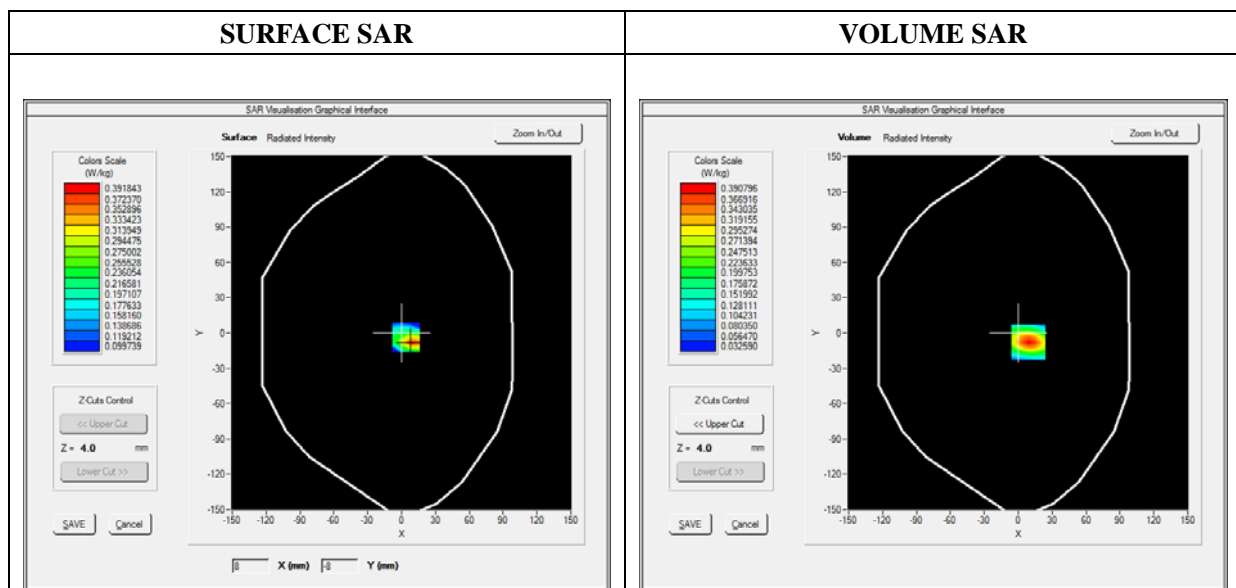 SURFACE SAR
VOLUME SAR
SAR Visualisation Graphical Interface
Surface Radiated Intensity
Zoom In/Out
Colors Scale
(W/kg)
0.391843
0.372370
0.352896
0.333423
0.313949
0.294475
0.275002
0.255528
0.236054
0.216581
0.197107
0.177633
0.158160
0.138686
0.119212
0.099739
Z-Cuts Control
<< Upper Cut
Z = 4.0 mm
Lower Cut >>
SAVE Cancel
150
120
90
60
30
0
-30
-60
-90
-120
-150
Y
-150 -120 -90 -60 -30 0 30 60 90 120 150
X
8 X (mm) -8 Y (mm)
SAR Visualisation Graphical Interface
Volume Radiated Intensity
Zoom In/Out
Colors Scale
(W/kg)
0.390796
0.366916
0.343035
0.319155
0.295274
0.271394
0.247513
0.223633
0.199753
0.175872
0.151992
0.128111
0.104231
0.080350
0.056470
0.032590
Z-Cuts Control
<< Upper Cut
Z = 4.0 mm
Lower Cut >>
SAVE Cancel
150
120
90
60
30
0
-30
-60
-90
-120
-150
Y
-150 -120 -90 -60 -30 0 30 60 90 120 150
X